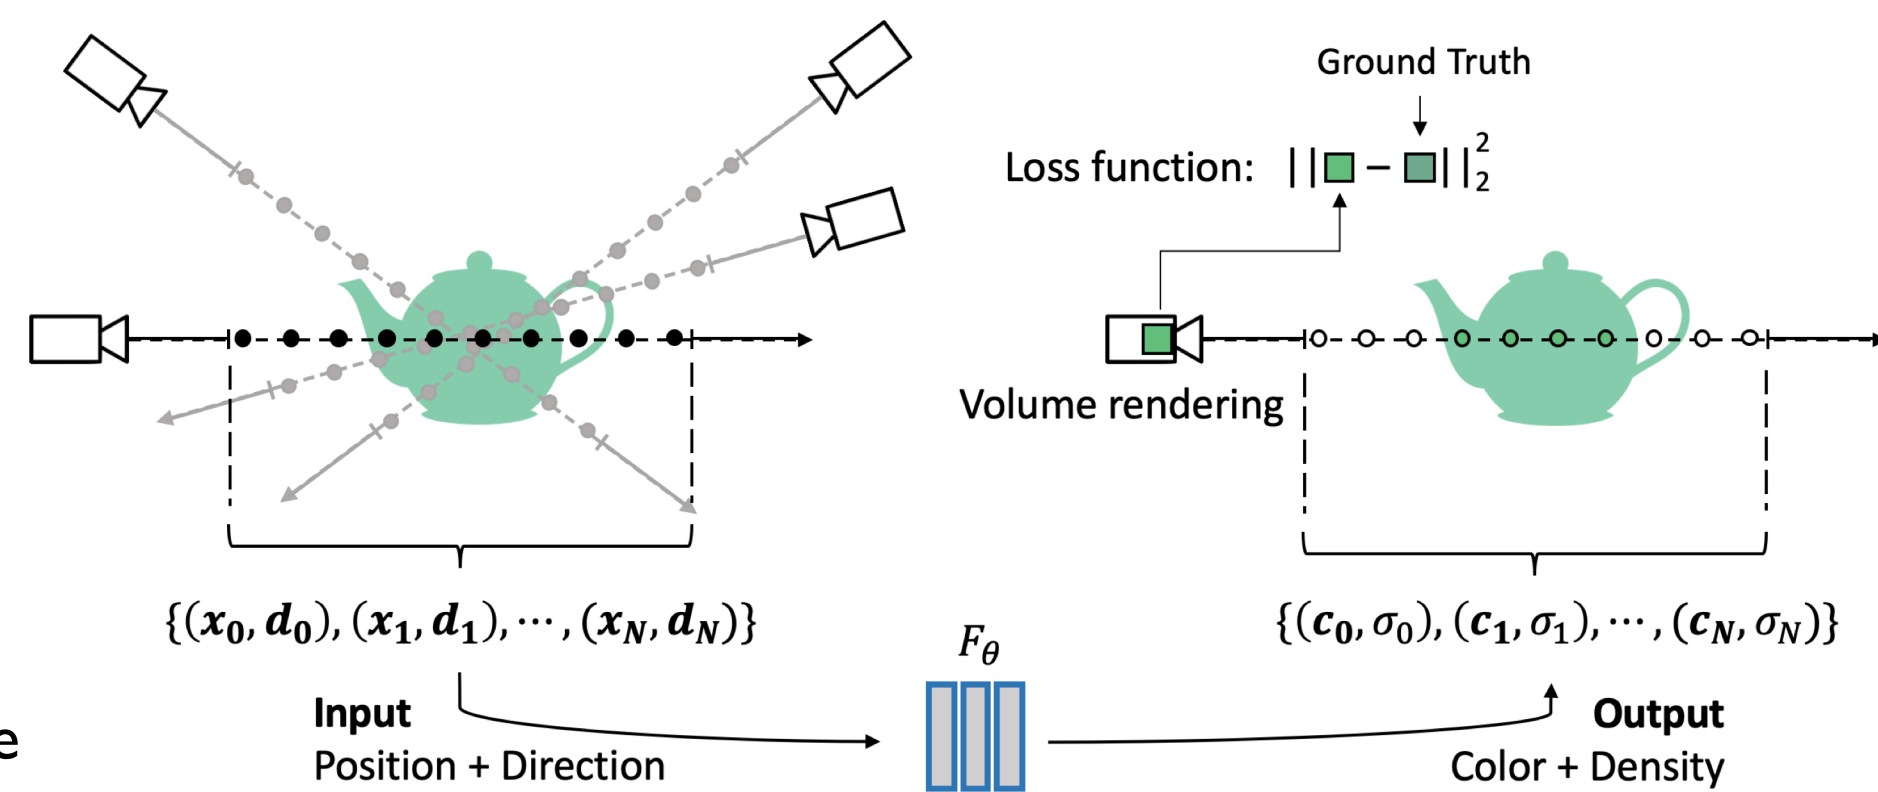 Ground Truth
Loss function: ||■ − ■||²₂
Volume rendering
{(x₀, d₀), (x₁, d₁), ⋯ , (x_N, d_N)}
{(c₀, σ₀), (c₁, σ₁), ⋯ , (c_N, σ_N)}
F_θ
Input
Position + Direction
Output
Color + Density
e